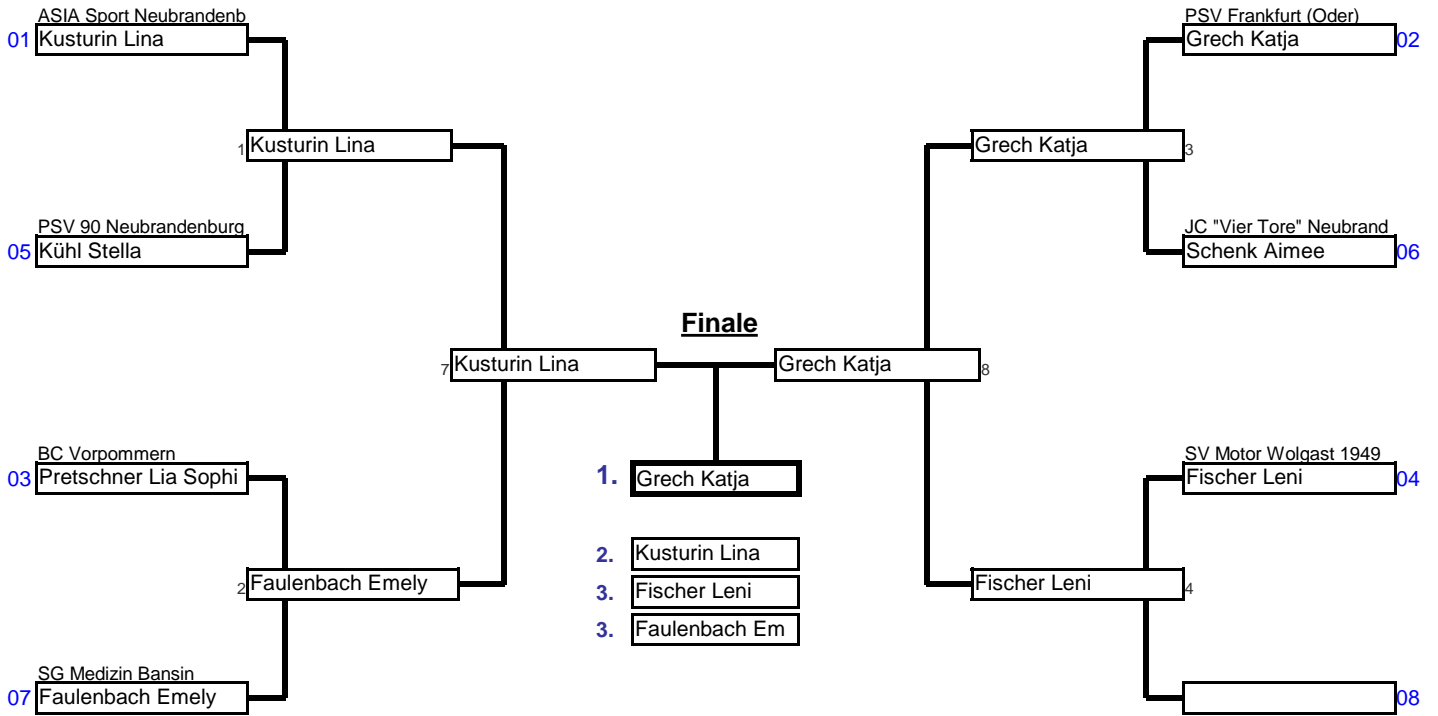 ASIA Sport Neubrandenb
01 Kusturin Lina
PSV Frankfurt (Oder)
Grech Katja 02
1 Kusturin Lina
Grech Katja 3
PSV 90 Neubrandenburg
05 Kühl Stella
JC "Vier Tore" Neubrand
Schenk Aimee 06
Finale
7 Kusturin Lina
Grech Katja 8
BC Vorpommern
03 Pretschner Lia Sophi
SV Motor Wolgast 1949
Fischer Leni 04
1. Grech Katja
2. Kusturin Lina
3. Fischer Leni
3. Faulenbach Em
2 Faulenbach Emely
Fischer Leni 4
SG Medizin Bansin
07 Faulenbach Emely
08